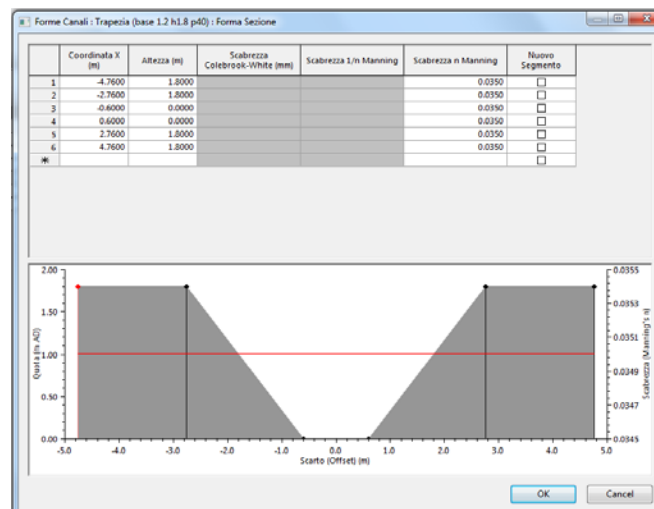 Forme Canali : Trapezia (base 1.2 h1.8 p40) : Forma Sezione
Coordinata X (m) Altezza (m) Scabrezza Colebrook-White (mm) Scabrezza 1/n Manning Scabrezza n Manning Nuovo Segmento
1 -4.7600 1.8000 0.0350
2 -2.7600 1.8000 0.0350
3 -0.6000 0.0000 0.0350
4 0.6000 0.0000 0.0350
5 2.7600 1.8000 0.0350
6 4.7600 1.8000 0.0350
*
2.00 0.0355
1.50 0.0353
0.0351
1.00
0.0349
0.50
0.0347
0.00 0.0345
Quota (m AD)
Scabrezza (Manning's n)
-5.0 -4.0 -3.0 -2.0 -1.0 0.0 1.0 2.0 3.0 4.0 5.0
Scarto (Offset) (m)
OK Cancel